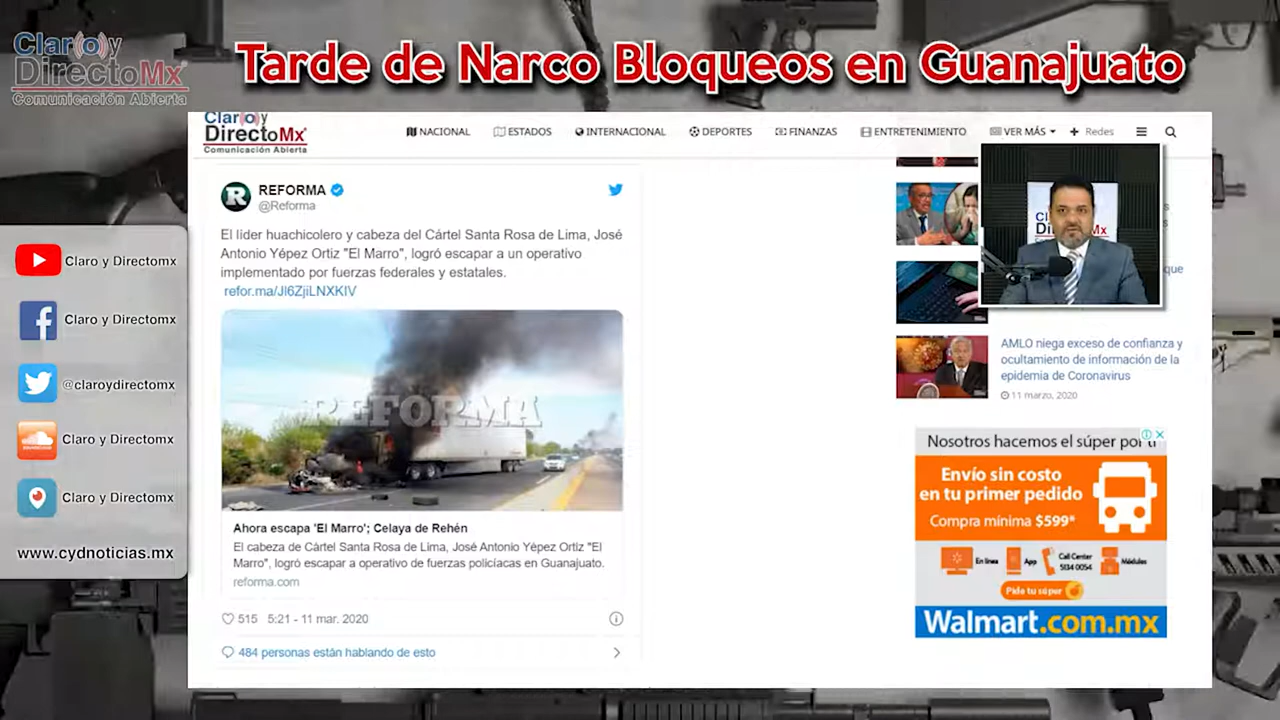 Clar(o)y
DirectoMx®
Comunicación Abierta
Tarde de Narco Bloqueos en Guanajuato
Clar(o)y
DirectoMx®
Comunicación Abierta
NACIONAL
ESTADOS
INTERNACIONAL
DEPORTES
FINANZAS
ENTRETENIMIENTO
VER MÁS
Redes
Claro y Directomx
Claro y Directomx
@claroydirectomx
Claro y Directomx
Claro y Directomx
www.cydnoticias.mx
R
REFORMA
@Reforma
El líder huachicolero y cabeza del Cártel Santa Rosa de Lima, José
Antonio Yépez Ortiz "El Marro", logró escapar a un operativo
implementado por fuerzas federales y estatales.
refor.ma/Jl6ZjiLNXKIV
REFORMA
Ahora escapa 'El Marro'; Celaya de Rehén
El cabeza de Cártel Santa Rosa de Lima, José Antonio Yépez Ortiz "El
Marro", logró escapar a operativo de fuerzas policíacas en Guanajuato.
reforma.com
515 5:21 - 11 mar. 2020
484 personas están hablando de esto
que
AMLO niega exceso de confianza y
ocultamiento de información de la
epidemia de Coronavirus
11 marzo, 2020
Nosotros hacemos el súper por ti
Envío sin costo
en tu primer pedido
Compra mínima $599*
En línea
App
Call Center
5134 0054
Módulos
Pide tu súper
Walmart.com.mx